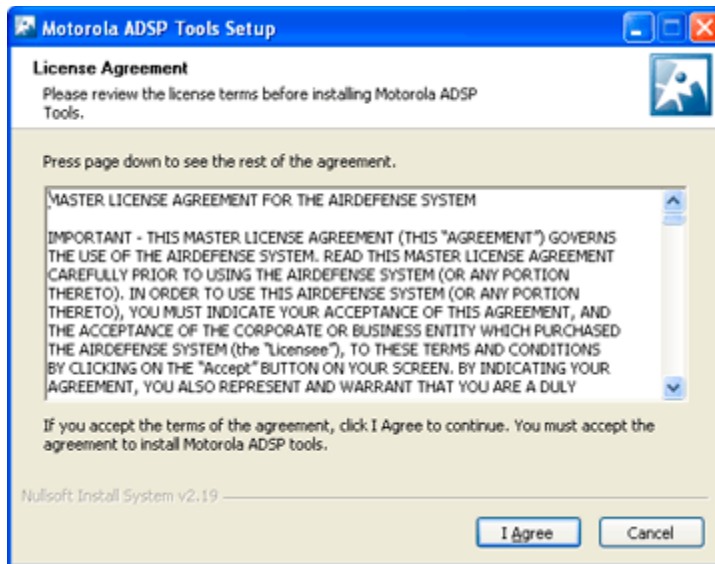 Motorola ADSP Tools Setup
License Agreement
Please review the license terms before installing Motorola ADSP
Tools.
Press page down to see the rest of the agreement.
MASTER LICENSE AGREEMENT FOR THE AIRDEFENSE SYSTEM
IMPORTANT - THIS MASTER LICENSE AGREEMENT (THIS "AGREEMENT") GOVERNS
THE USE OF THE AIRDEFENSE SYSTEM. READ THIS MASTER LICENSE AGREEMENT
CAREFULLY PRIOR TO USING THE AIRDEFENSE SYSTEM (OR ANY PORTION
THERETO). IN ORDER TO USE THIS AIRDEFENSE SYSTEM (OR ANY PORTION
THERETO), YOU MUST INDICATE YOUR ACCEPTANCE OF THIS AGREEMENT, AND
THE ACCEPTANCE OF THE CORPORATE OR BUSINESS ENTITY WHICH PURCHASED
THE AIRDEFENSE SYSTEM (the "Licensee"), TO THESE TERMS AND CONDITIONS
BY CLICKING ON THE "Accept" BUTTON ON YOUR SCREEN. BY INDICATING YOUR
AGREEMENT, YOU ALSO REPRESENT AND WARRANT THAT YOU ARE A DULY
If you accept the terms of the agreement, click I Agree to continue. You must accept the
agreement to install Motorola ADSP tools.
Nullsoft Install System v2.19
I Agree
Cancel